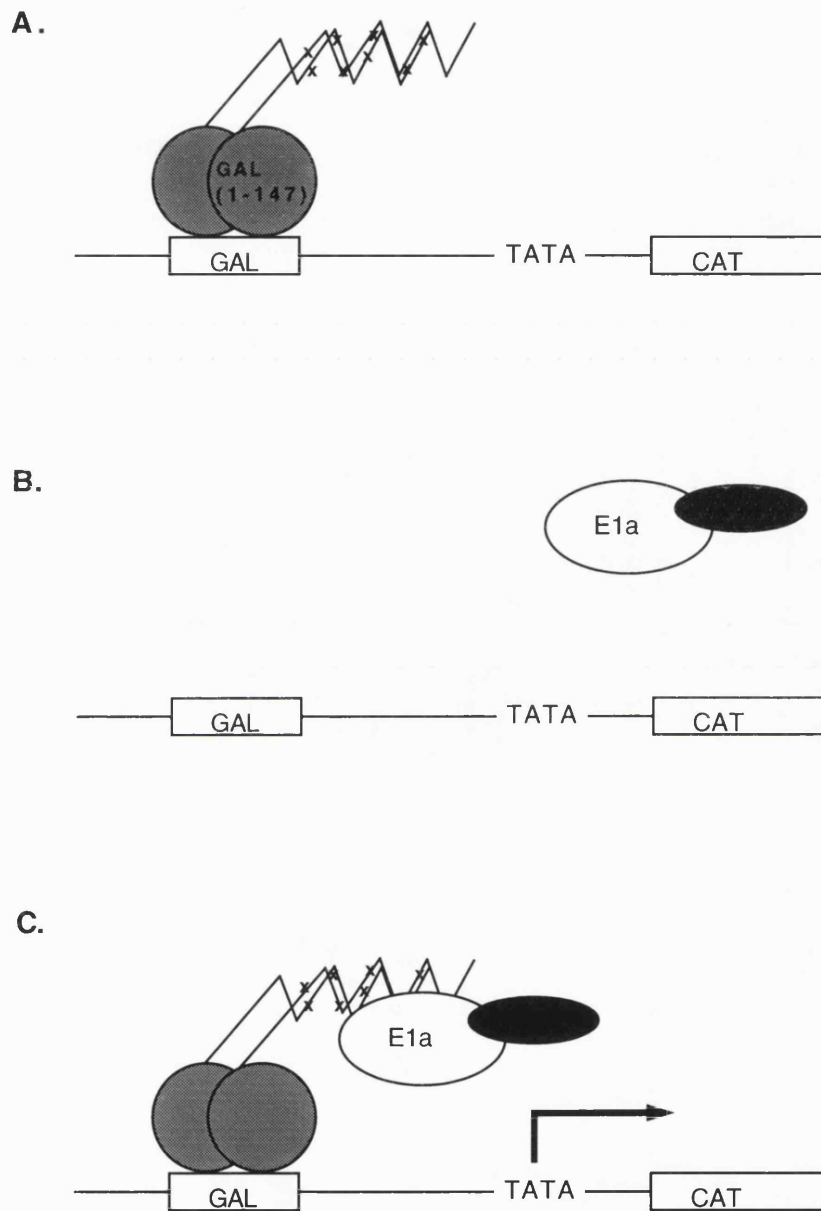 A.
GAL
(1-147)
GAL
TATA
CAT
B.
E1a
GAL
TATA
CAT
C.
E1a
GAL
TATA
CAT